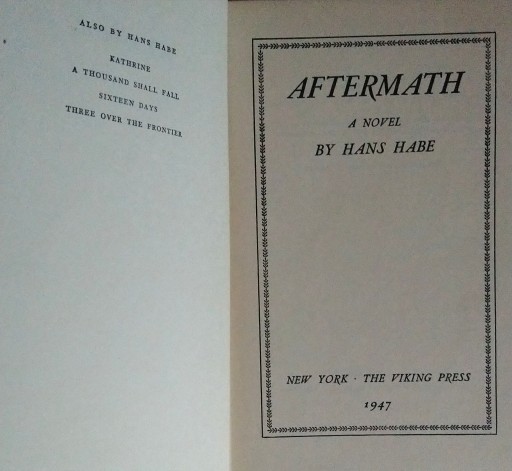 ALSO BY HANS HABE
KATHRINE
A THOUSAND SHALL FALL
SIXTEEN DAYS
THREE OVER THE FRONTIER
AFTERMATH
A NOVEL
BY HANS HABE
NEW YORK · THE VIKING PRESS
1947